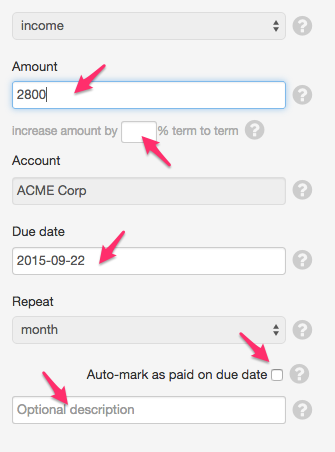 income
?
Amount
2800
?
increase amount by % term to term ?
Account
ACME Corp
?
Due date
2015-09-22
?
Repeat
month
?
Auto-mark as paid on due date ?
Optional description
?